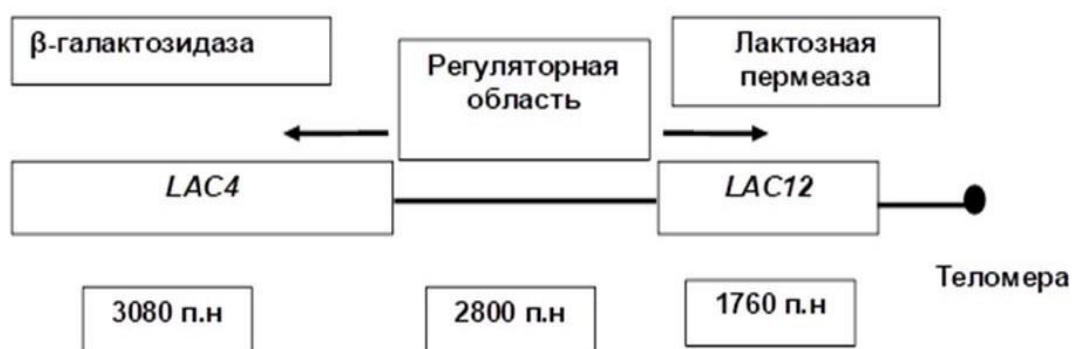 β-галактозидаза
Регуляторная
область
Лактозная
пермеаза
LAC4
LAC12
Теломера
3080 п.н
2800 п.н
1760 п.н